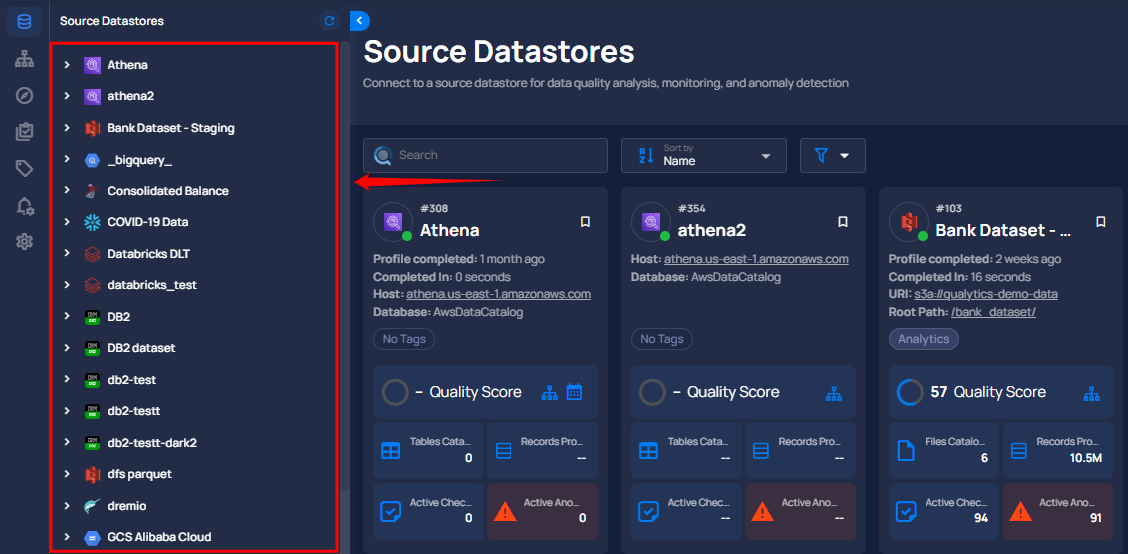 Source Datastores
Athena
athena2
Bank Dataset - Staging
_bigquery_
Consolidated Balance
COVID-19 Data
Databricks DLT
databricks_test
DB2
DB2 dataset
db2-test
db2-testt
db2-testt-dark2
dfs parquet
dremio
GCS Alibaba Cloud
Source Datastores
Connect to a source datastore for data quality analysis, monitoring, and anomaly detection
Search
Sort by
Name
#308
Athena
Profile completed: 1 month ago
Completed In: 0 seconds
Host: athena.us-east-1.amazonaws.com
Database: AwsDataCatalog
No Tags
– Quality Score
Tables Cata...
0
Records Pro...
--
Active Chec...
0
Active Ano...
0
#354
athena2
Host: athena.us-east-1.amazonaws.com
Database: AwsDataCatalog
No Tags
– Quality Score
Tables Cata...
--
Records Pro...
--
Active Chec...
--
Active Ano...
--
#103
Bank Dataset - ...
Profile completed: 2 weeks ago
Completed In: 16 seconds
URI: s3a://qualytics-demo-data
Root Path: /bank_dataset/
Analytics
57 Quality Score
Files Catalo...
6
Records Pro...
10.5M
Active Chec...
94
Active Ano...
91